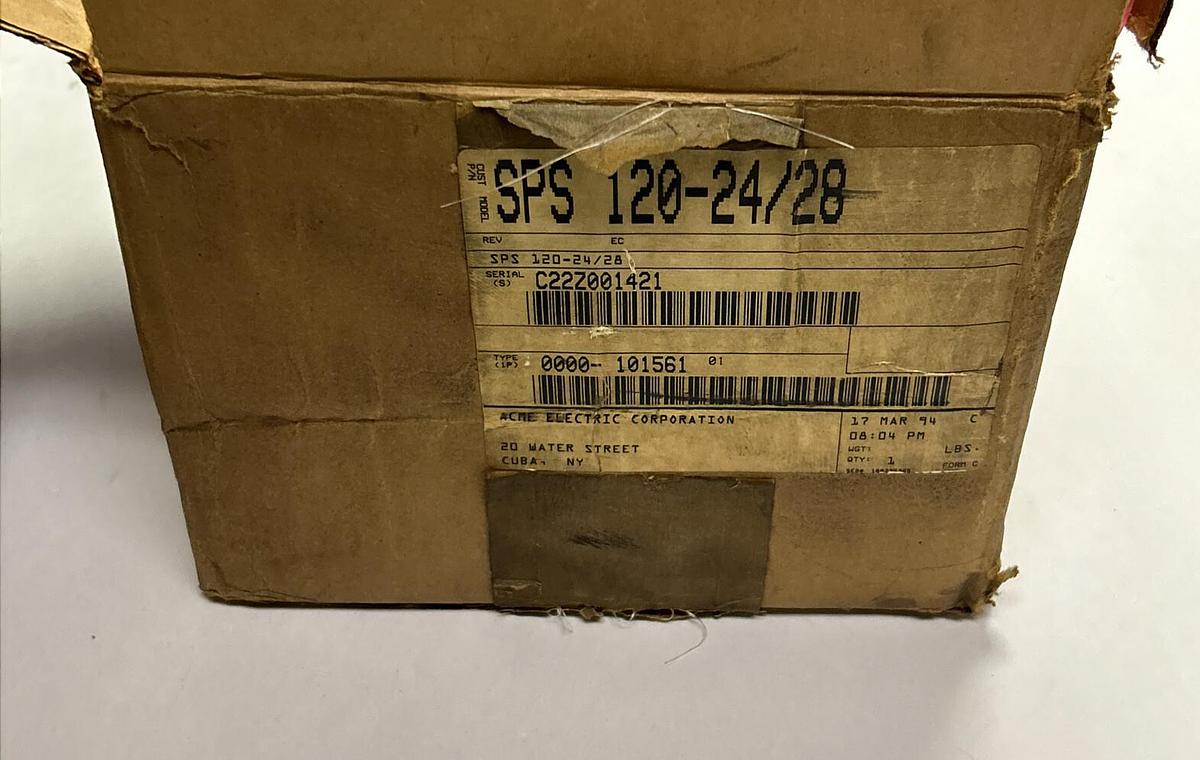 CUST P/N MODEL
SPS 120-24/28
REV EC
SPS 120-24/28
SERIAL (S) C22Z001421
TYPE (1P) 0000- 101561 01
ACME ELECTRIC CORPORATION
20 WATER STREET
CUBA, NY
17 MAR 94 C
08:04 PM
WGT: LBS.
QTY: 1
FORM C